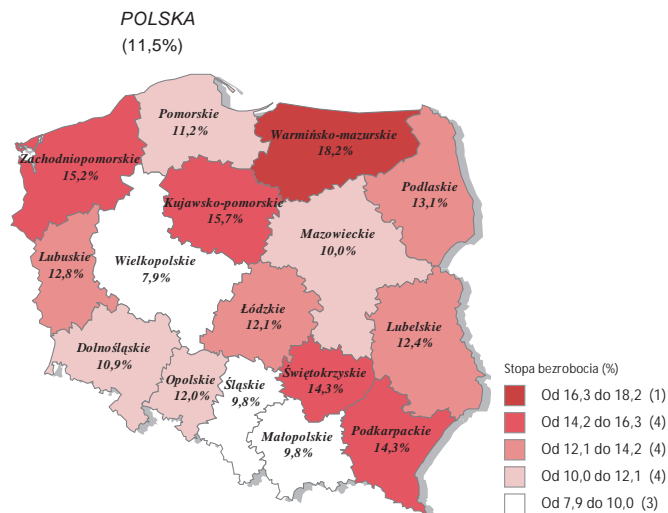 POLSKA
(11,5%)
Pomorskie
11,2%
Warmińsko-mazurskie
18,2%
Zachodniopomorskie
15,2%
Podlaskie
13,1%
Kujawsko-pomorskie
15,7%
Mazowieckie
10,0%
Lubuskie
12,8%
Wielkopolskie
7,9%
Łódzkie
12,1%
Lubelskie
12,4%
Dolnośląskie
10,9%
Opolskie
12,0%
Śląskie
9,8%
Świętokrzyskie
14,3%
Małopolskie
9,8%
Podkarpackie
14,3%
Stopa bezrobocia (%)
Od 16,3 do 18,2 (1)
Od 14,2 do 16,3 (4)
Od 12,1 do 14,2 (4)
Od 10,0 do 12,1 (4)
Od 7,9 do 10,0 (3)